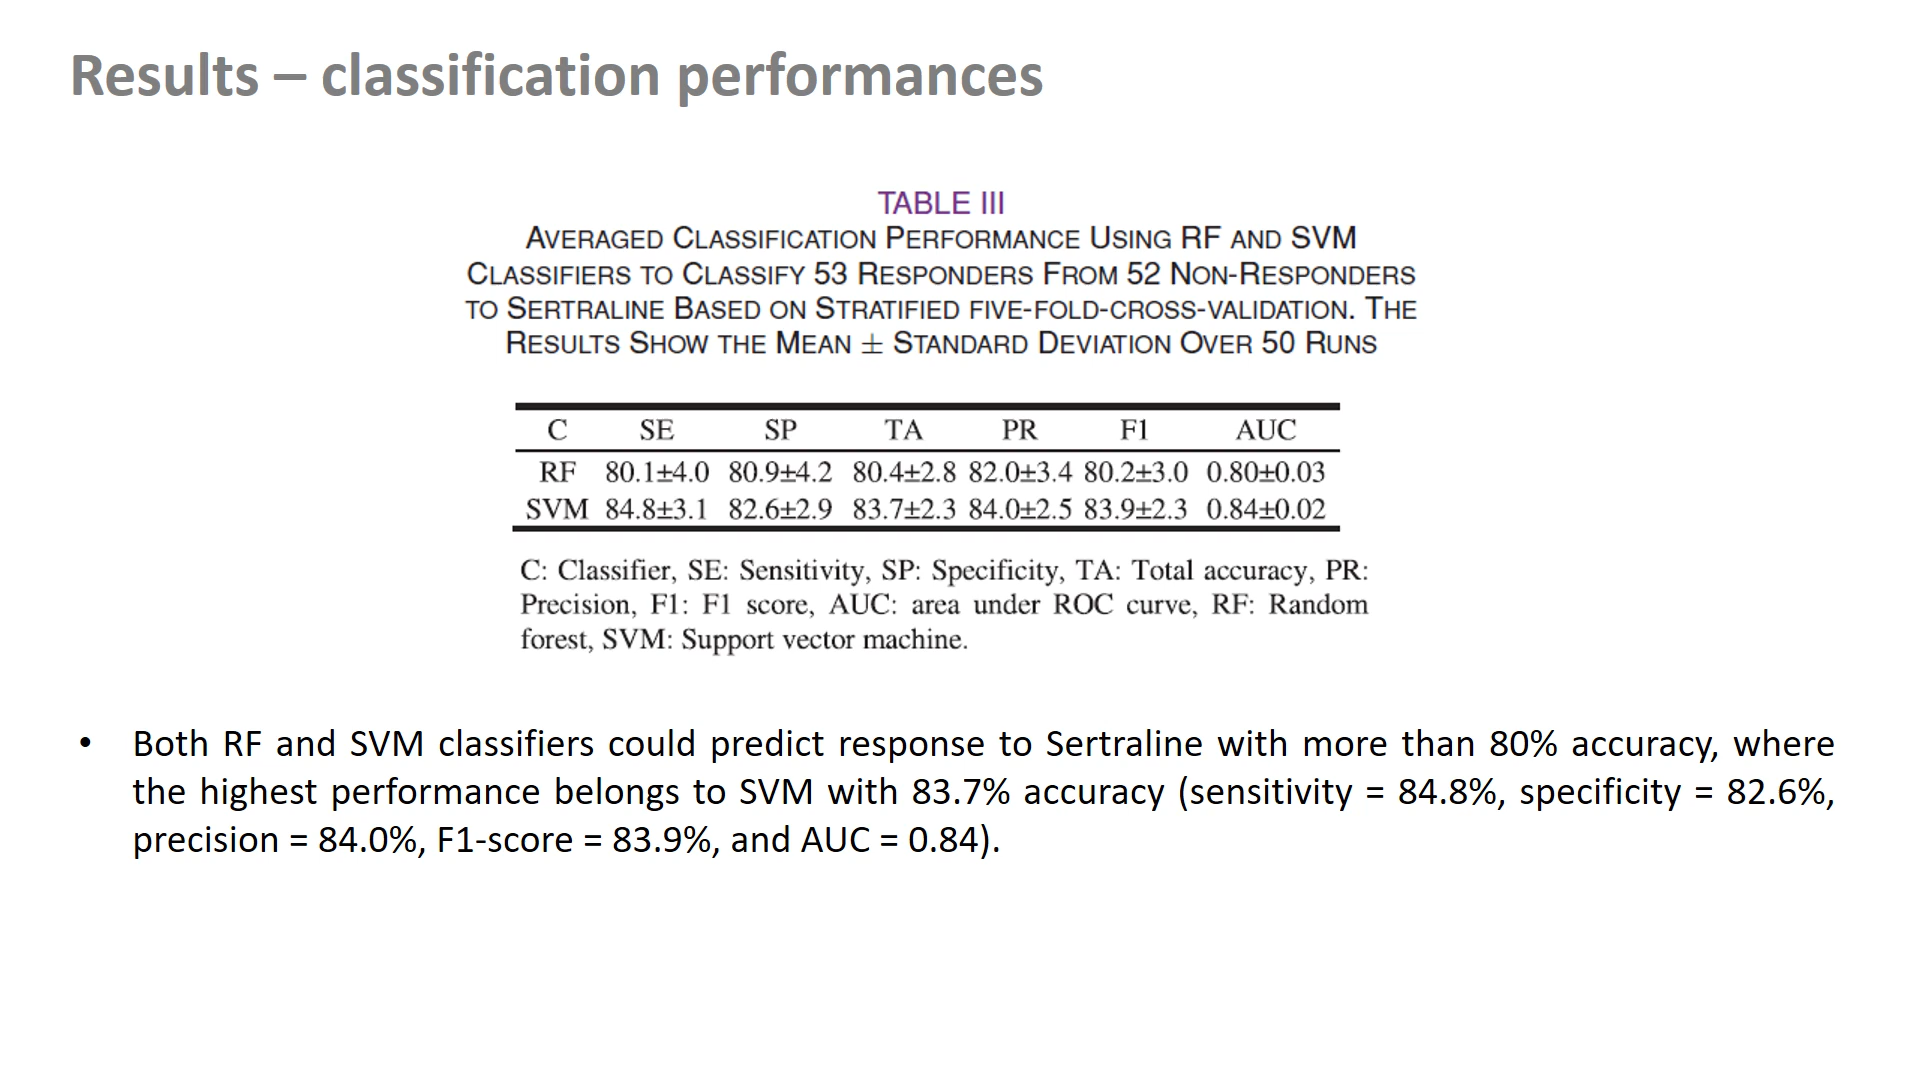 Results – classification performances
TABLE III
AVERAGED CLASSIFICATION PERFORMANCE USING RF AND SVM
CLASSIFIERS TO CLASSIFY 53 RESPONDERS FROM 52 NON-RESPONDERS
TO SERTRALINE BASED ON STRATIFIED FIVE-FOLD-CROSS-VALIDATION. THE
RESULTS SHOW THE MEAN ± STANDARD DEVIATION OVER 50 RUNS
C SE SP TA PR F1 AUC
RF 80.1±4.0 80.9±4.2 80.4±2.8 82.0±3.4 80.2±3.0 0.80±0.03
SVM 84.8±3.1 82.6±2.9 83.7±2.3 84.0±2.5 83.9±2.3 0.84±0.02
C: Classifier, SE: Sensitivity, SP: Specificity, TA: Total accuracy, PR:
Precision, F1: F1 score, AUC: area under ROC curve, RF: Random
forest, SVM: Support vector machine.
• Both RF and SVM classifiers could predict response to Sertraline with more than 80% accuracy, where
the highest performance belongs to SVM with 83.7% accuracy (sensitivity = 84.8%, specificity = 82.6%,
precision = 84.0%, F1-score = 83.9%, and AUC = 0.84).